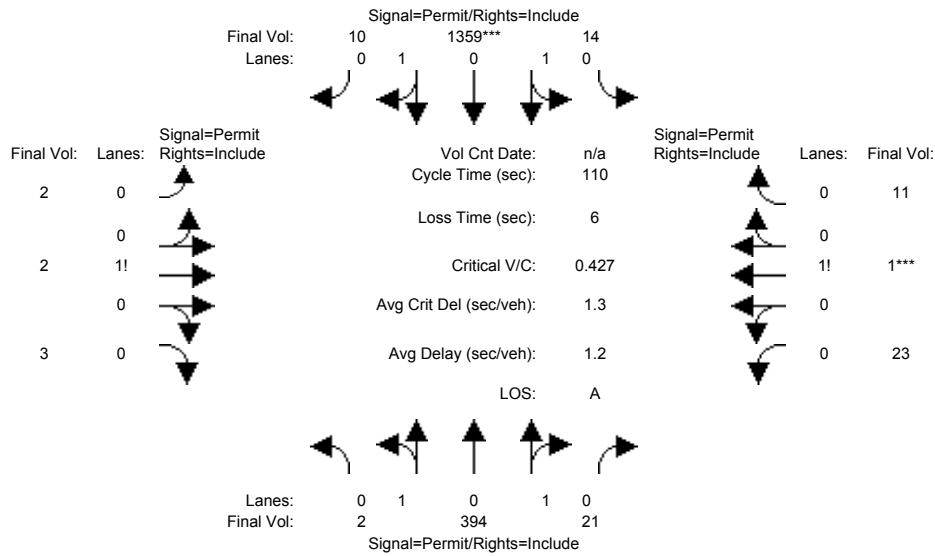 Signal=Permit/Rights=Include
Final Vol: 10 1359*** 14
Lanes: 0 1 0 1 0
Signal=Permit Signal=Permit
Final Vol: Lanes: Rights=Include Vol Cnt Date: n/a Rights=Include Lanes: Final Vol:
Cycle Time (sec): 110
2 0 0 11
Loss Time (sec): 6
0 0
2 1! Critical V/C: 0.427 1! 1***
0 Avg Crit Del (sec/veh): 1.3 0
3 0 Avg Delay (sec/veh): 1.2 0 23
LOS: A
Lanes: 0 1 0 1 0
Final Vol: 2 394 21
Signal=Permit/Rights=Include